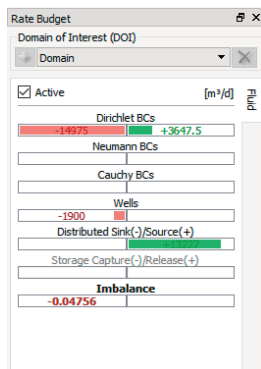 Rate Budget
Domain of Interest (DOI)
Domain
Active [m³/d]
Fluid
Dirichlet BCs
-14975 +3647.5
Neumann BCs
Cauchy BCs
Wells
-1900
Distributed Sink(-)/Source(+)
+13227
Storage Capture(-)/Release(+)
Imbalance
-0.04756